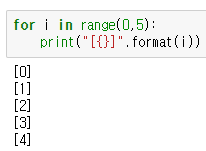 for i in range(0,5):
    print("[{}]".format(i))
[0]
[1]
[2]
[3]
[4]